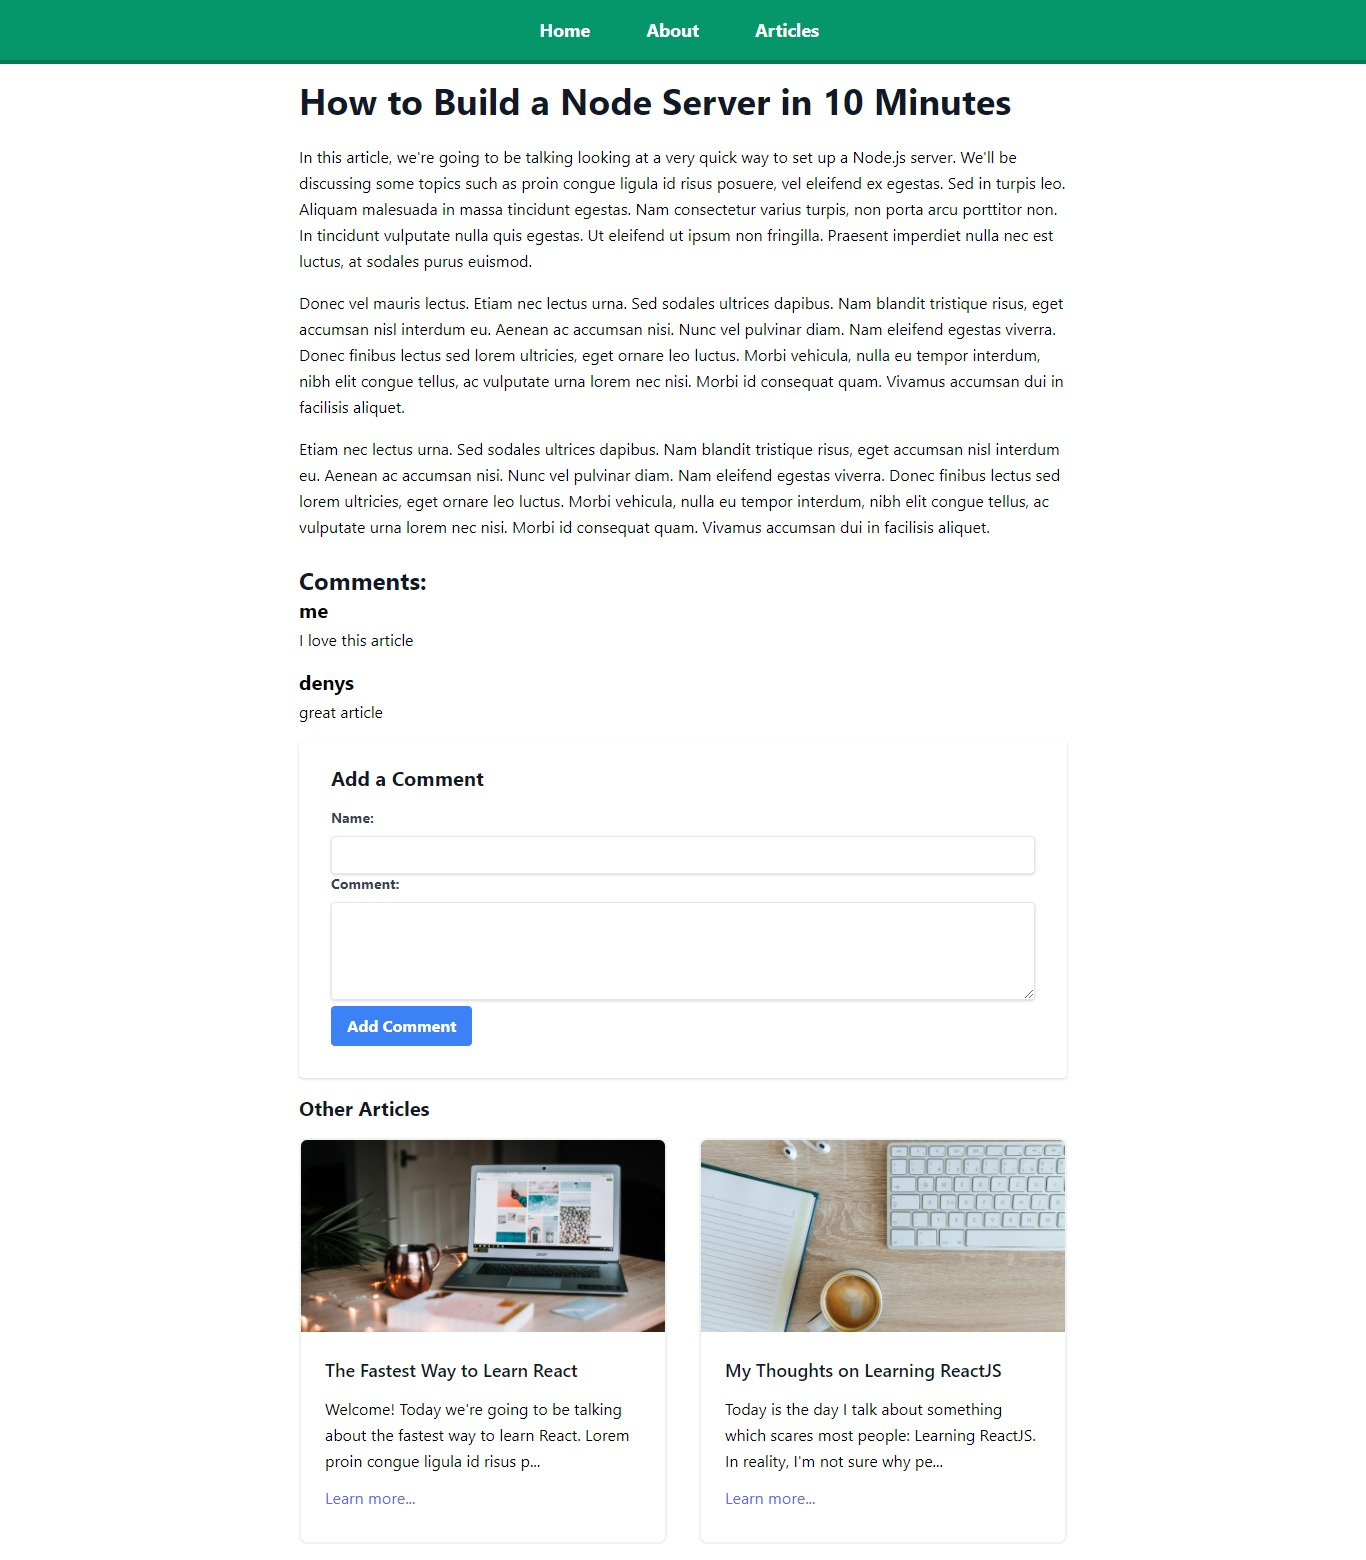 Home About Articles
How to Build a Node Server in 10 Minutes
In this article, we're going to be talking looking at a very quick way to set up a Node.js server. We'll be
discussing some topics such as proin congue ligula id risus posuere, vel eleifend ex egestas. Sed in turpis leo.
Aliquam malesuada in massa tincidunt egestas. Nam consectetur varius turpis, non porta arcu porttitor non.
In tincidunt vulputate nulla quis egestas. Ut eleifend ut ipsum non fringilla. Praesent imperdiet nulla nec est
luctus, at sodales purus euismod.
Donec vel mauris lectus. Etiam nec lectus urna. Sed sodales ultrices dapibus. Nam blandit tristique risus, eget
accumsan nisl interdum eu. Aenean ac accumsan nisi. Nunc vel pulvinar diam. Nam eleifend egestas viverra.
Donec finibus lectus sed lorem ultricies, eget ornare leo luctus. Morbi vehicula, nulla eu tempor interdum,
nibh elit congue tellus, ac vulputate urna lorem nec nisi. Morbi id consequat quam. Vivamus accumsan dui in
facilisis aliquet.
Etiam nec lectus urna. Sed sodales ultrices dapibus. Nam blandit tristique risus, eget accumsan nisl interdum
eu. Aenean ac accumsan nisi. Nunc vel pulvinar diam. Nam eleifend egestas viverra. Donec finibus lectus sed
lorem ultricies, eget ornare leo luctus. Morbi vehicula, nulla eu tempor interdum, nibh elit congue tellus, ac
vulputate urna lorem nec nisi. Morbi id consequat quam. Vivamus accumsan dui in facilisis aliquet.
Comments:
me
I love this article
denys
great article
Add a Comment
Name:
Comment:
Add Comment
Other Articles
The Fastest Way to Learn React
Welcome! Today we're going to be talking
about the fastest way to learn React. Lorem
proin congue ligula id risus p...
Learn more...
My Thoughts on Learning ReactJS
Today is the day I talk about something
which scares most people: Learning ReactJS.
In reality, I'm not sure why pe...
Learn more...